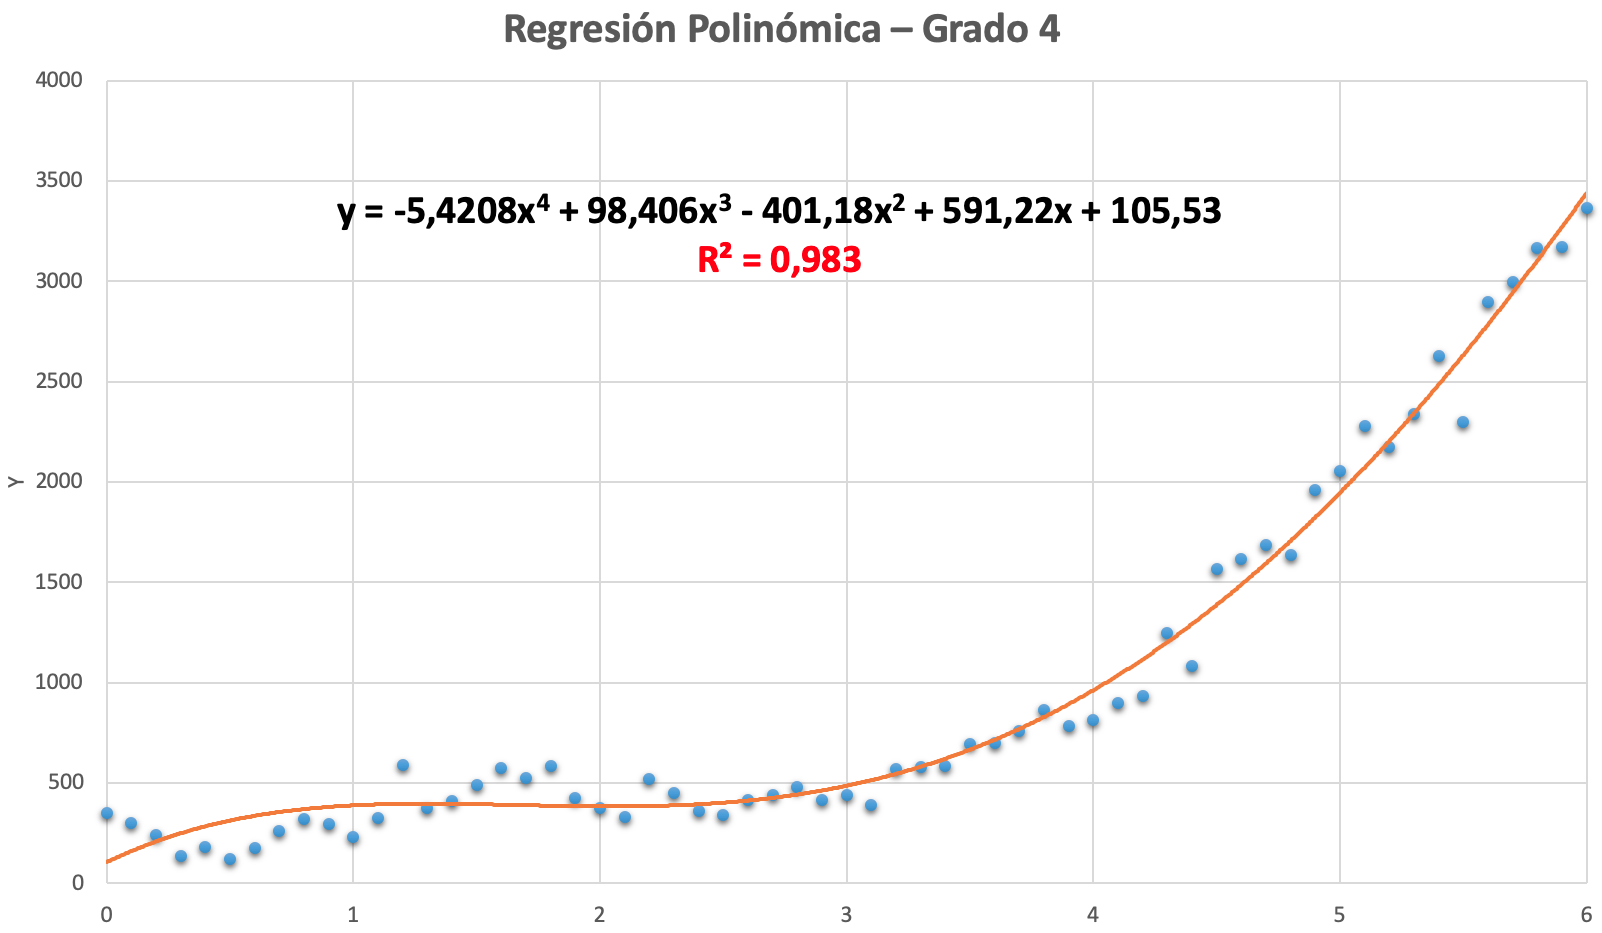 Regresión Polinómica – Grado 4
4000
3500
y = -5,4208x⁴ + 98,406x³ - 401,18x² + 591,22x + 105,53
R² = 0,983
3000
2500
Y
2000
1500
1000
500
0
0 1 2 3 4 5 6